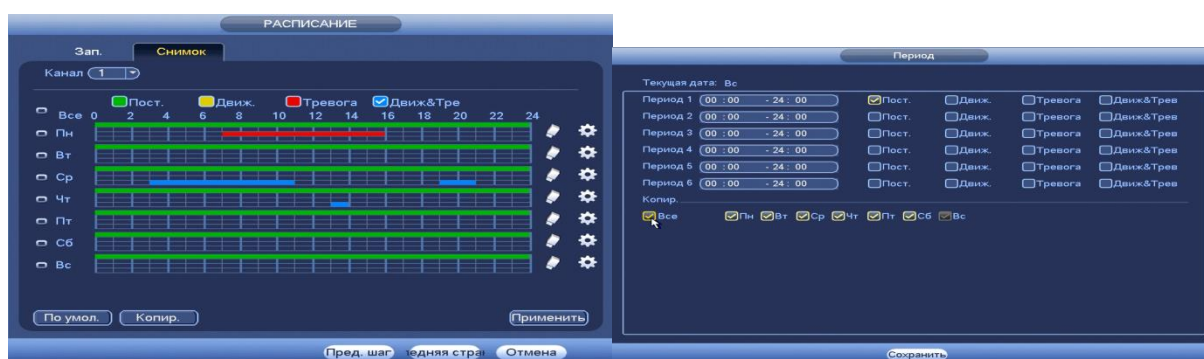 РАСПИСАНИЕ
Зап. Снимок
Канал 1
Пост. Движ. Тревога Движ&Тре
Все 0 2 4 6 8 10 12 14 16 18 20 22 24
Пн
Вт
Ср
Чт
Пт
Сб
Вс
По умол. Копир. Применить
Пред. шаг едняя стра Отмена
Период
Текущая дата: Вс
Период 1 00 :00 - 24: 00 Пост. Движ. Тревога Движ&Трев
Период 2 00 :00 - 24: 00 Пост. Движ. Тревога Движ&Трев
Период 3 00 :00 - 24: 00 Пост. Движ. Тревога Движ&Трев
Период 4 00 :00 - 24: 00 Пост. Движ. Тревога Движ&Трев
Период 5 00 :00 - 24: 00 Пост. Движ. Тревога Движ&Трев
Период 6 00 :00 - 24: 00 Пост. Движ. Тревога Движ&Трев
Копир.
Все Пн Вт Ср Чт Пт Сб Вс
Сохранить